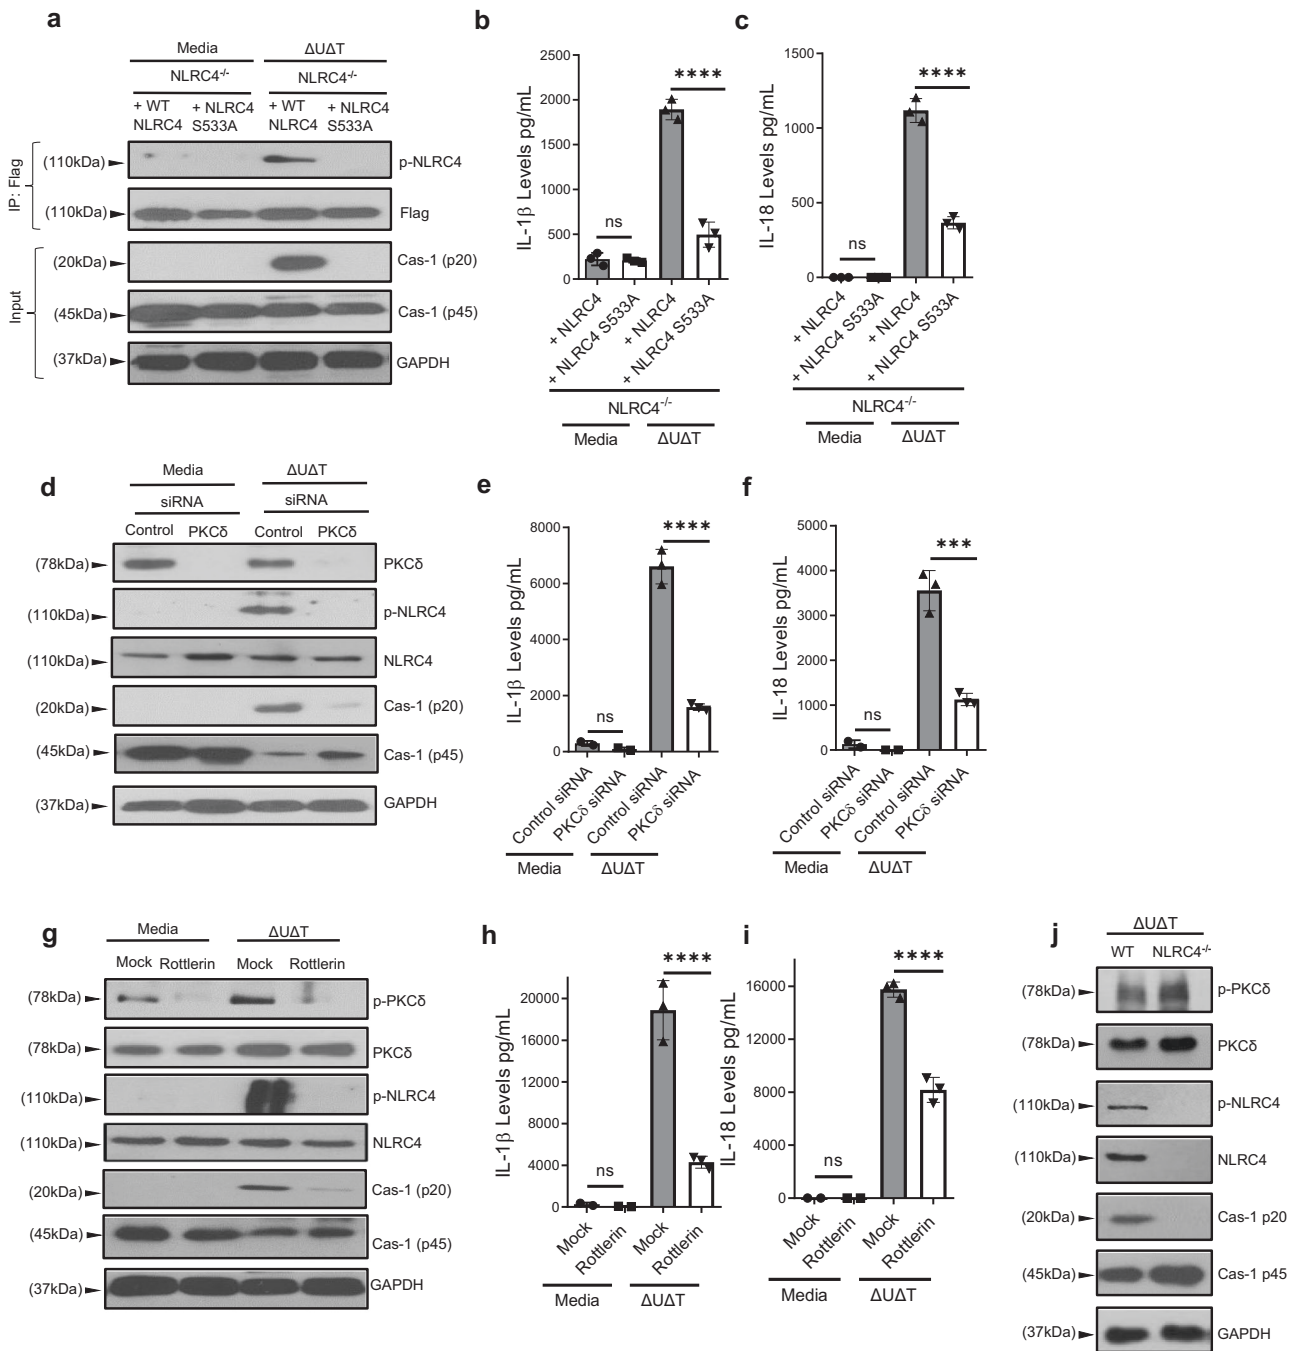 a
Media ΔUΔT
NLRC4-/- NLRC4-/-
+ WT + NLRC4 + WT + NLRC4
NLRC4 S533A NLRC4 S533A
IP: Flag
(110kDa) p-NLRC4
(110kDa) Flag
Input
(20kDa) Cas-1 (p20)
(45kDa) Cas-1 (p45)
(37kDa) GAPDH
b
IL-1β Levels pg/mL
2500
2000
1500
1000
500
0
ns
****
+ NLRC4
+ NLRC4 S533A
+ NLRC4
+ NLRC4 S533A
NLRC4-/-
Media ΔUΔT
c
IL-18 Levels pg/mL
1500
1000
500
0
ns
****
+ NLRC4
+ NLRC4 S533A
+ NLRC4
+ NLRC4 S533A
NLRC4-/-
Media ΔUΔT
d
Media ΔUΔT
siRNA siRNA
Control PKCδ Control PKCδ
(78kDa) PKCδ
(110kDa) p-NLRC4
(110kDa) NLRC4
(20kDa) Cas-1 (p20)
(45kDa) Cas-1 (p45)
(37kDa) GAPDH
e
IL-1β Levels pg/mL
8000
6000
4000
2000
0
ns
****
Control siRNA
PKCδ siRNA
Control siRNA
PKCδ siRNA
Media ΔUΔT
f
IL-18 Levels pg/mL
5000
4000
3000
2000
1000
0
ns
***
Control siRNA
PKCδ siRNA
Control siRNA
PKCδ siRNA
Media ΔUΔT
g
Media ΔUΔT
Mock Rottlerin Mock Rottlerin
(78kDa) p-PKCδ
(78kDa) PKCδ
(110kDa) p-NLRC4
(110kDa) NLRC4
(20kDa) Cas-1 (p20)
(45kDa) Cas-1 (p45)
(37kDa) GAPDH
h
IL-1β Levels pg/mL
20000
16000
12000
8000
4000
0
ns
****
Mock
Rottlerin
Mock
Rottlerin
Media ΔUΔT
i
IL-18 Levels pg/mL
16000
12000
8000
4000
0
ns
****
Mock
Rottlerin
Mock
Rottlerin
Media ΔUΔT
j
ΔUΔT
WT NLRC4-/-
(78kDa) p-PKCδ
(78kDa) PKCδ
(110kDa) p-NLRC4
(110kDa) NLRC4
(20kDa) Cas-1 p20
(45kDa) Cas-1 p45
(37kDa) GAPDH